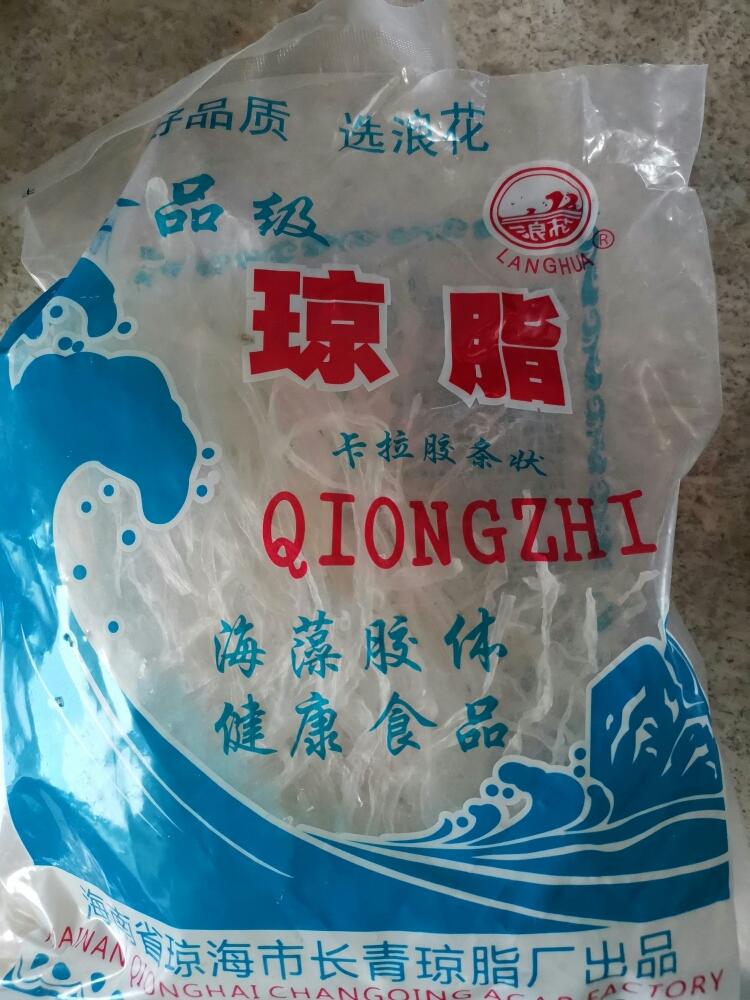 好品质 选浪花
一品级
浪花
LANGHUA®
琼脂
卡拉胶条状
QIONGZHI
海藻胶体
健康食品
海南省琼海市长青琼脂厂出品
QIONGHAI CHANGQING AGAR FACTORY